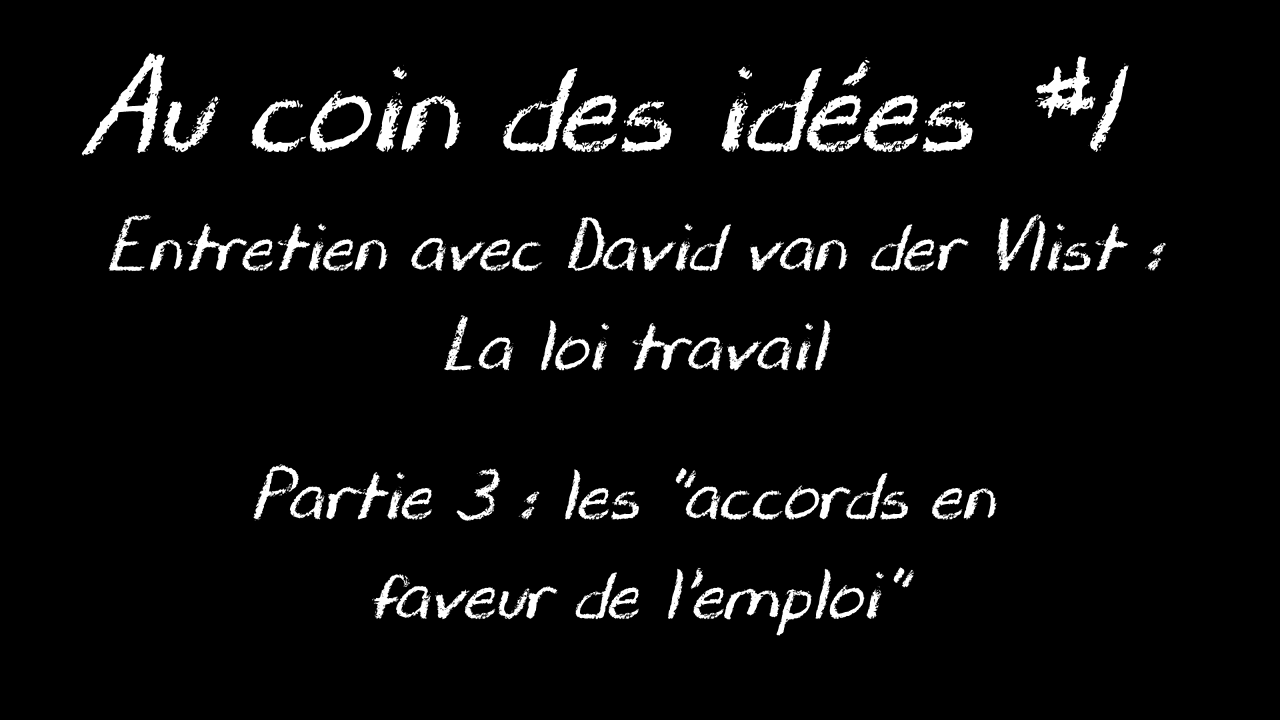 Au coin des idées #1
Entretien avec David van der Vlist :
La loi travail
Partie 3 : les "accords en
faveur de l'emploi"